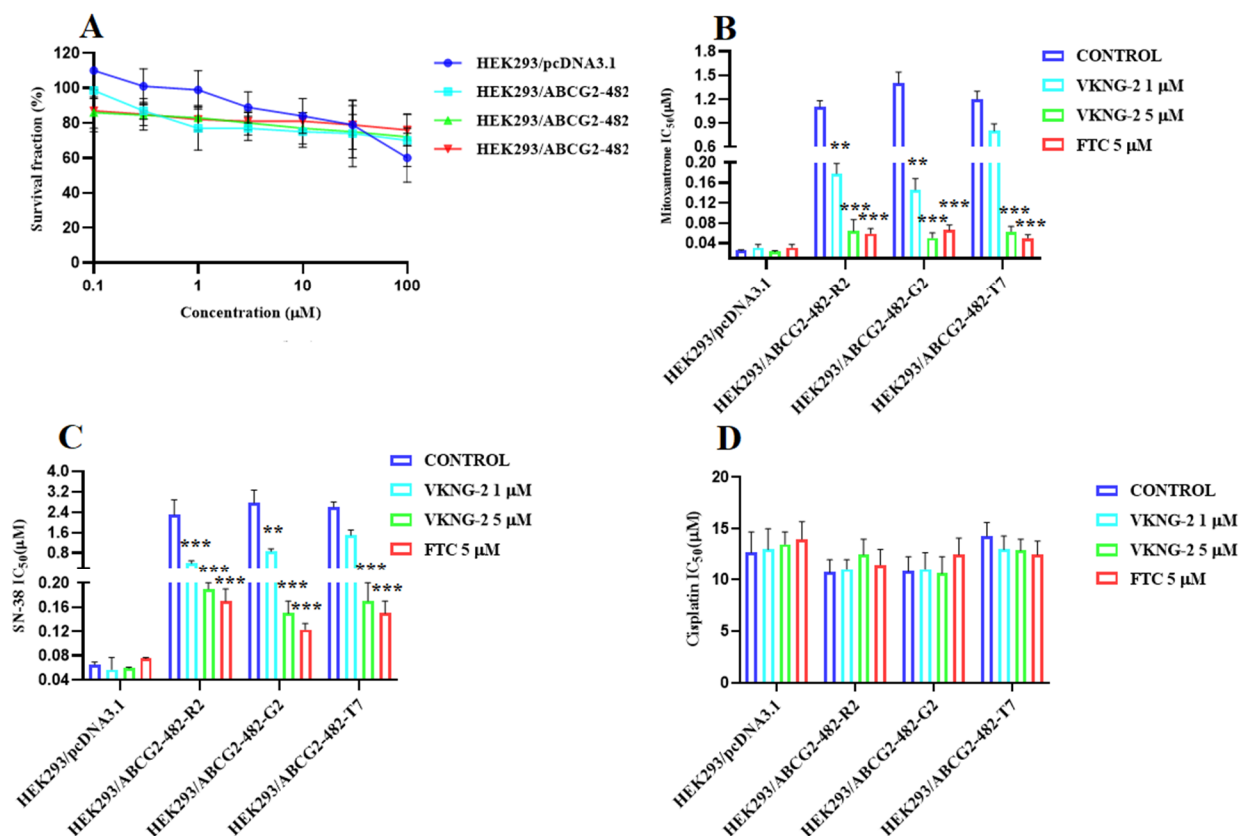 A
120
100
80
60
40
20
0
Survival fraction (%)
0.1
1
10
100
Concentration (μM)
HEK293/pcDNA3.1
HEK293/ABCG2-482
HEK293/ABCG2-482
HEK293/ABCG2-482
B
1.8
1.5
1.2
0.9
0.6
0.20
0.16
0.12
0.08
0.04
Mitoxantrone IC50(μM)
**
***
***
**
***
***
***
***
HEK293/pcDNA3.1
HEK293/ABCG2-482-R2
HEK293/ABCG2-482-G2
HEK293/ABCG2-482-T7
CONTROL
VKNG-2 1 μM
VKNG-2 5 μM
FTC 5 μM
C
4.0
3.2
2.4
1.6
0.8
0.20
0.16
0.12
0.08
0.04
SN-38 IC50(μM)
***
***
***
**
***
***
***
***
HEK293/pcDNA3.1
HEK293/ABCG2-482-R2
HEK293/ABCG2-482-G2
HEK293/ABCG2-482-T7
CONTROL
VKNG-2 1 μM
VKNG-2 5 μM
FTC 5 μM
D
20
15
10
5
0
Cisplatin IC50(μM)
HEK293/pcDNA3.1
HEK293/ABCG2-482-R2
HEK293/ABCG2-482-G2
HEK293/ABCG2-482-T7
CONTROL
VKNG-2 1 μM
VKNG-2 5 μM
FTC 5 μM